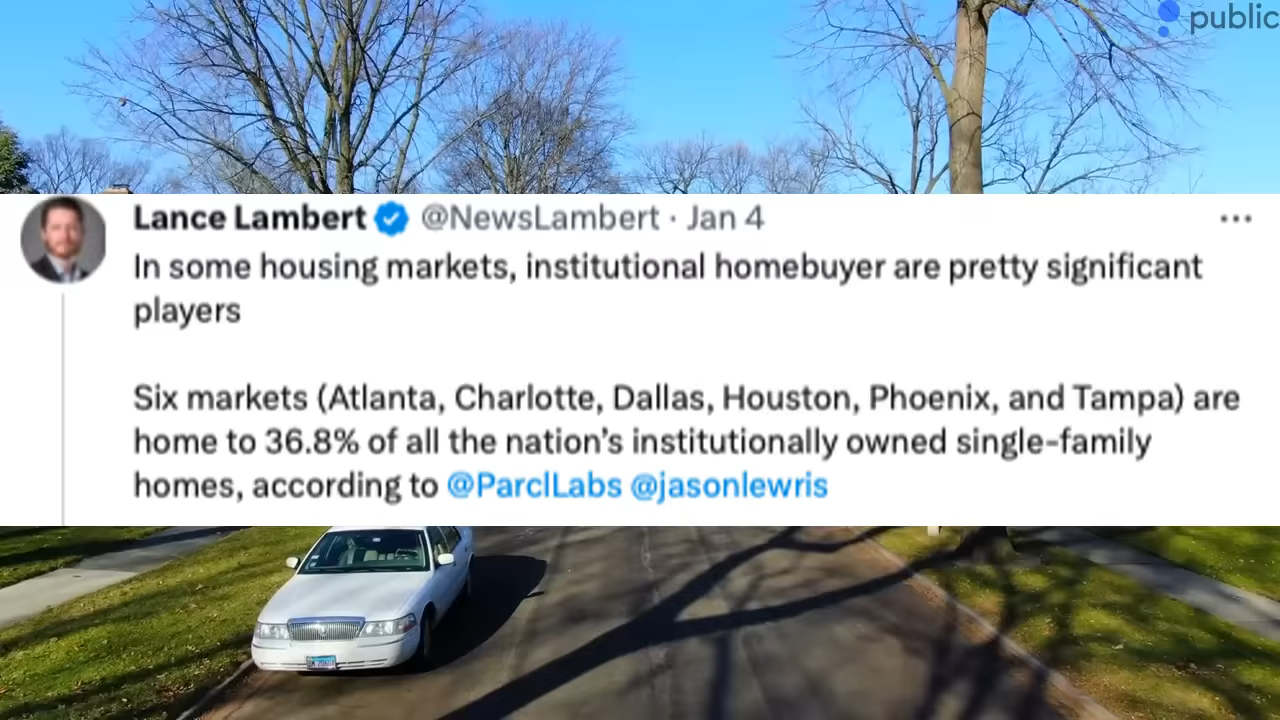 public
Lance Lambert @NewsLambert · Jan 4
In some housing markets, institutional homebuyer are pretty significant
players
Six markets (Atlanta, Charlotte, Dallas, Houston, Phoenix, and Tampa) are
home to 36.8% of all the nation's institutionally owned single-family
homes, according to @ParclLabs @jasonlewris